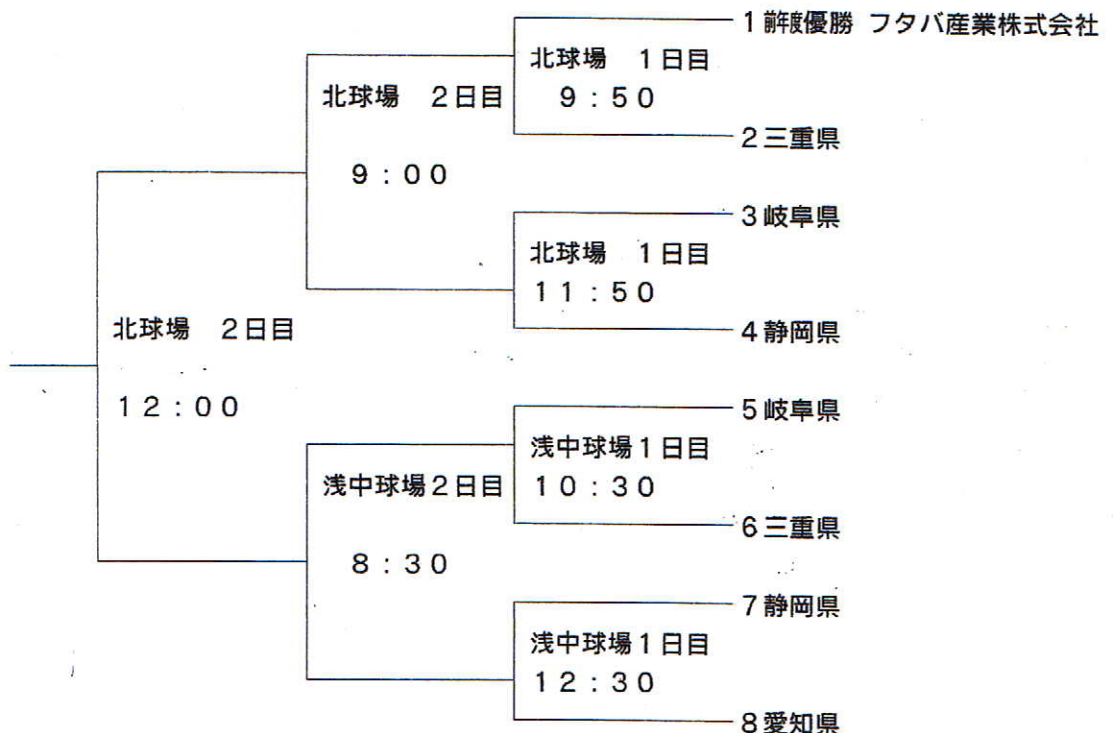 1前年度優勝 フタバ産業株式会社
北球場 1日目
9:50
北球場 2日目
2三重県
9:00
3岐阜県
北球場 1日目
11:50
北球場 2日目
4静岡県
12:00
5岐阜県
浅中球場1日目
浅中球場2日目
10:30
6三重県
8:30
7静岡県
浅中球場1日目
12:30
8愛知県